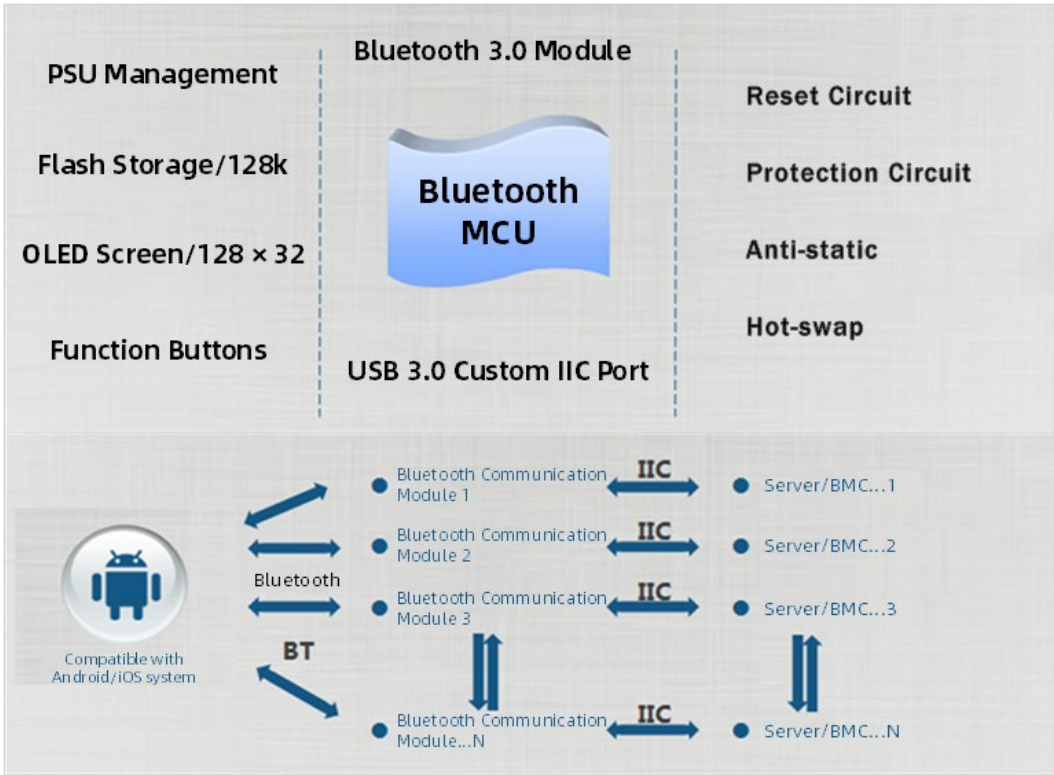 PSU Management
Flash Storage/128k
OLED Screen/128 × 32
Function Buttons
Bluetooth 3.0 Module
Bluetooth
MCU
USB 3.0 Custom IIC Port
Reset Circuit
Protection Circuit
Anti-static
Hot-swap
Compatible with
Android/iOS system
Bluetooth
BT
Bluetooth Communication
Module 1
IIC
Server/BMC...1
Bluetooth Communication
Module 2
IIC
Server/BMC...2
Bluetooth Communication
Module 3
IIC
Server/BMC...3
Bluetooth Communication
Module...N
IIC
Server/BMC...N